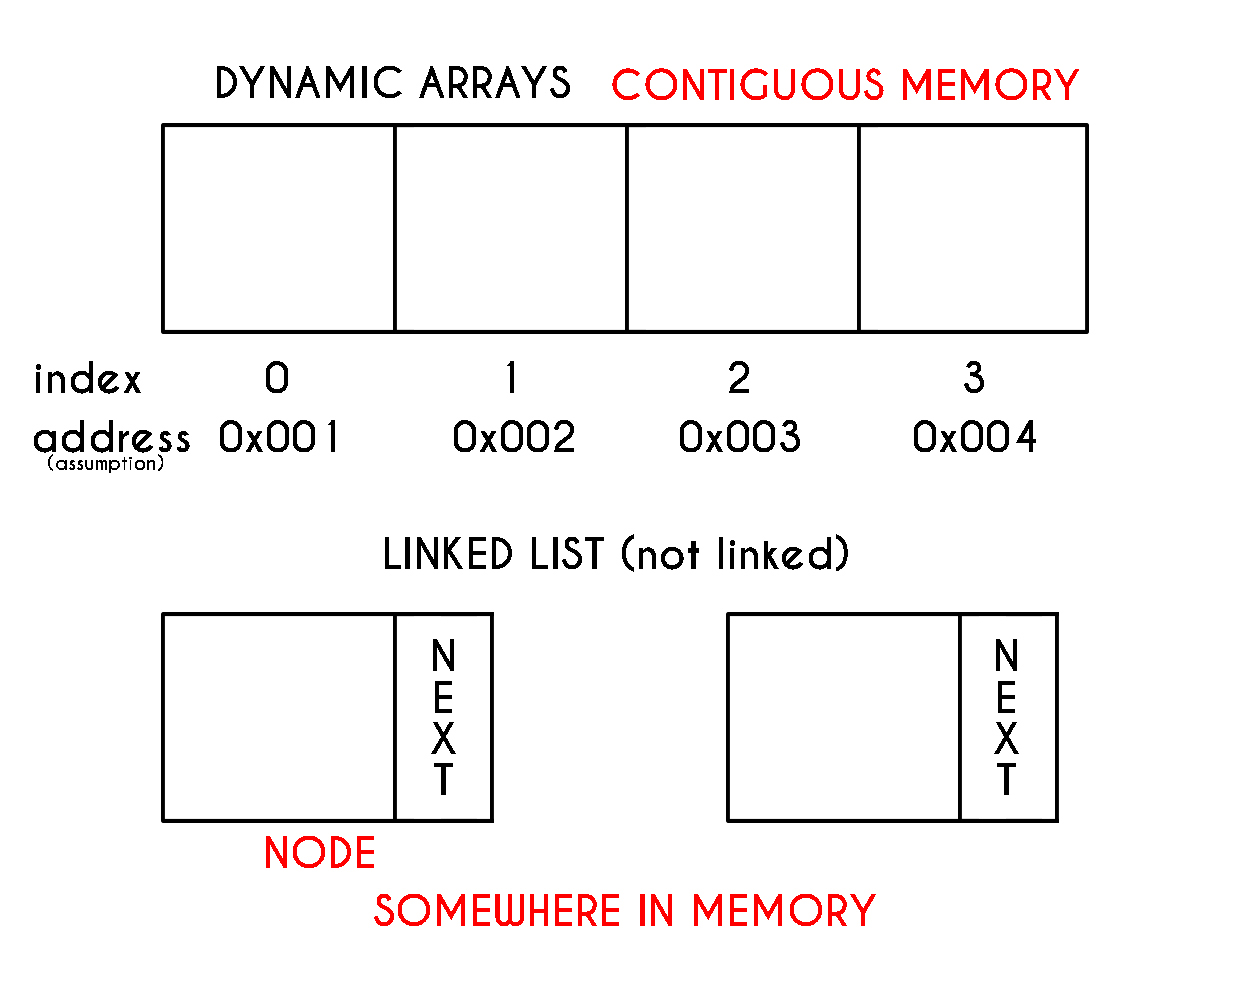 DYNAMIC ARRAYS CONTIGUOUS MEMORY
index 0 1 2 3
address 0x001 0x002 0x003 0x004
(assumption)
LINKED LIST (not linked)
NEXT NEXT
NODE
SOMEWHERE IN MEMORY